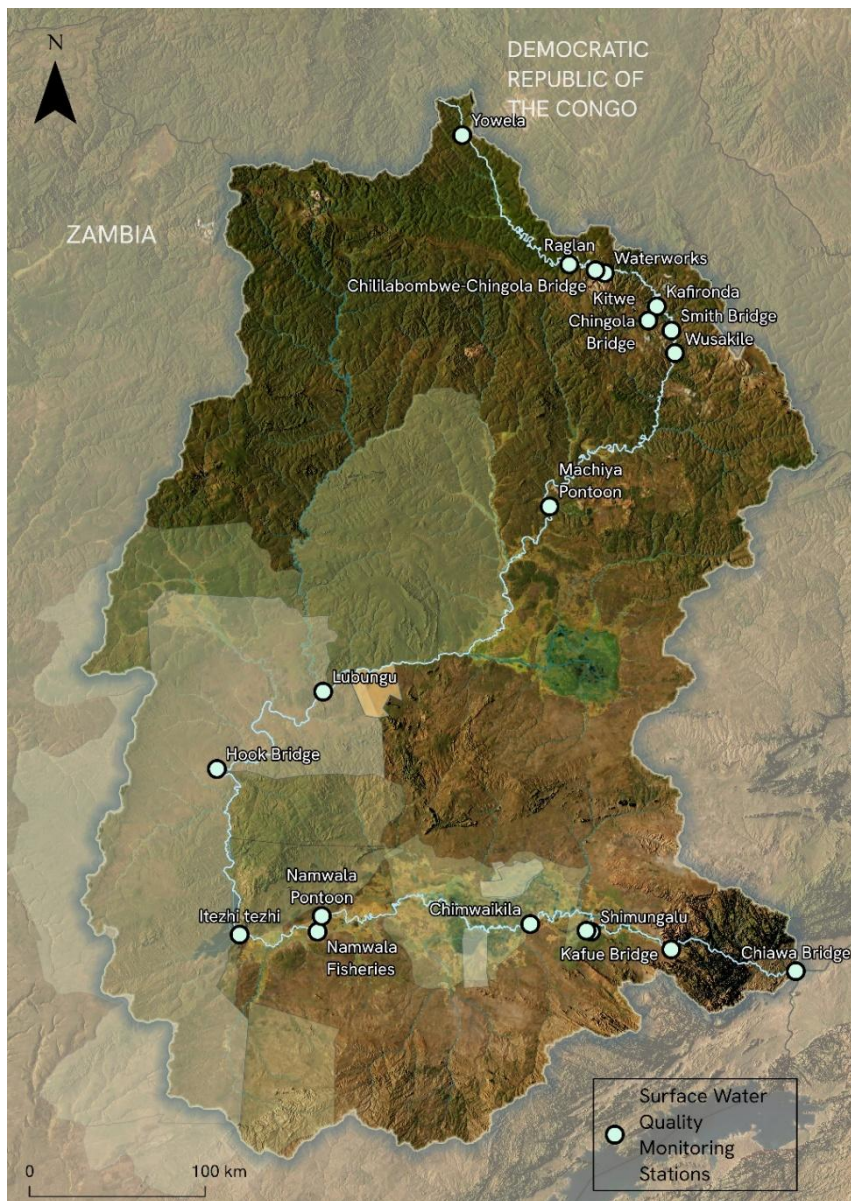 N
DEMOCRATIC
REPUBLIC OF
THE CONGO
Yowela
ZAMBIA
Raglan
Waterworks
Chililabombwe-Chingola Bridge
Kitwe
Chingola
Bridge
Kafironda
Smith Bridge
Wusakile
Machiya
Pontoon
Lubungu
Hook Bridge
Namwala
Pontoon
Itezhi tezhi
Namwala
Fisheries
Chimwaikila
Shimungalu
Kafue Bridge
Chiawa Bridge
Surface Water
Quality
Monitoring
Stations
0
100 km